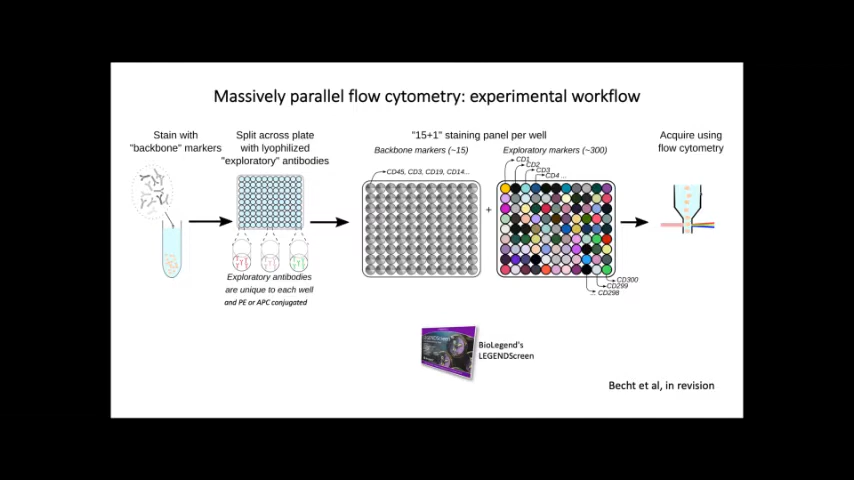 Massively parallel flow cytometry: experimental workflow
Stain with
"backbone" markers
Split across plate
with lyophilized
"exploratory" antibodies
"15+1" staining panel per well
Backbone markers (~15)
Exploratory markers (~300)
Acquire using
flow cytometry
CD45, CD3, CD19, CD14...
CD1
CD2
CD3
CD4 ...
+
Exploratory antibodies
are unique to each well
and PE or APC conjugated
CD300
CD299
... CD298
BioLegend's
LEGENDScreen
Becht et al, in revision